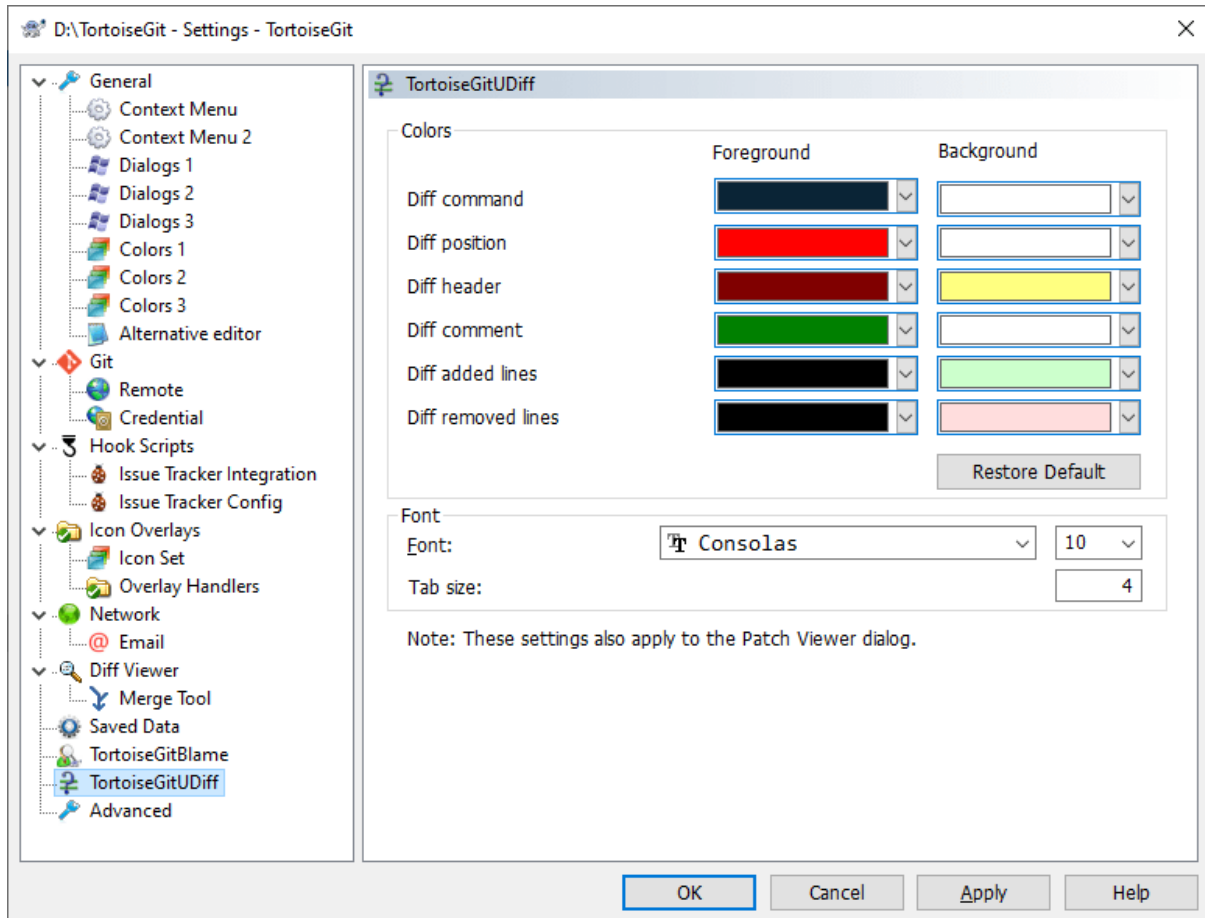 D:\TortoiseGit - Settings - TortoiseGit
General
Context Menu
Context Menu 2
Dialogs 1
Dialogs 2
Dialogs 3
Colors 1
Colors 2
Colors 3
Alternative editor
Git
Remote
Credential
Hook Scripts
Issue Tracker Integration
Issue Tracker Config
Icon Overlays
Icon Set
Overlay Handlers
Network
Email
Diff Viewer
Merge Tool
Saved Data
TortoiseGitBlame
TortoiseGitUDiff
Advanced
TortoiseGitUDiff
Colors
Foreground Background
Diff command
Diff position
Diff header
Diff comment
Diff added lines
Diff removed lines
Restore Default
Font
Font: Consolas 10
Tab size: 4
Note: These settings also apply to the Patch Viewer dialog.
OK Cancel Apply Help